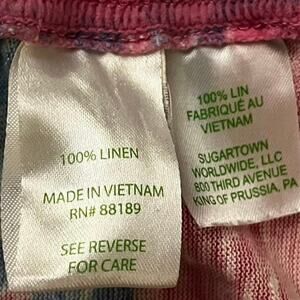 100% LINEN
MADE IN VIETNAM
RN# 88189
SEE REVERSE
FOR CARE
100% LIN
FABRIQUÉ AU
VIETNAM
SUGARTOWN
WORLDWIDE, LLC
800 THIRD AVENUE
KING OF PRUSSIA, PA